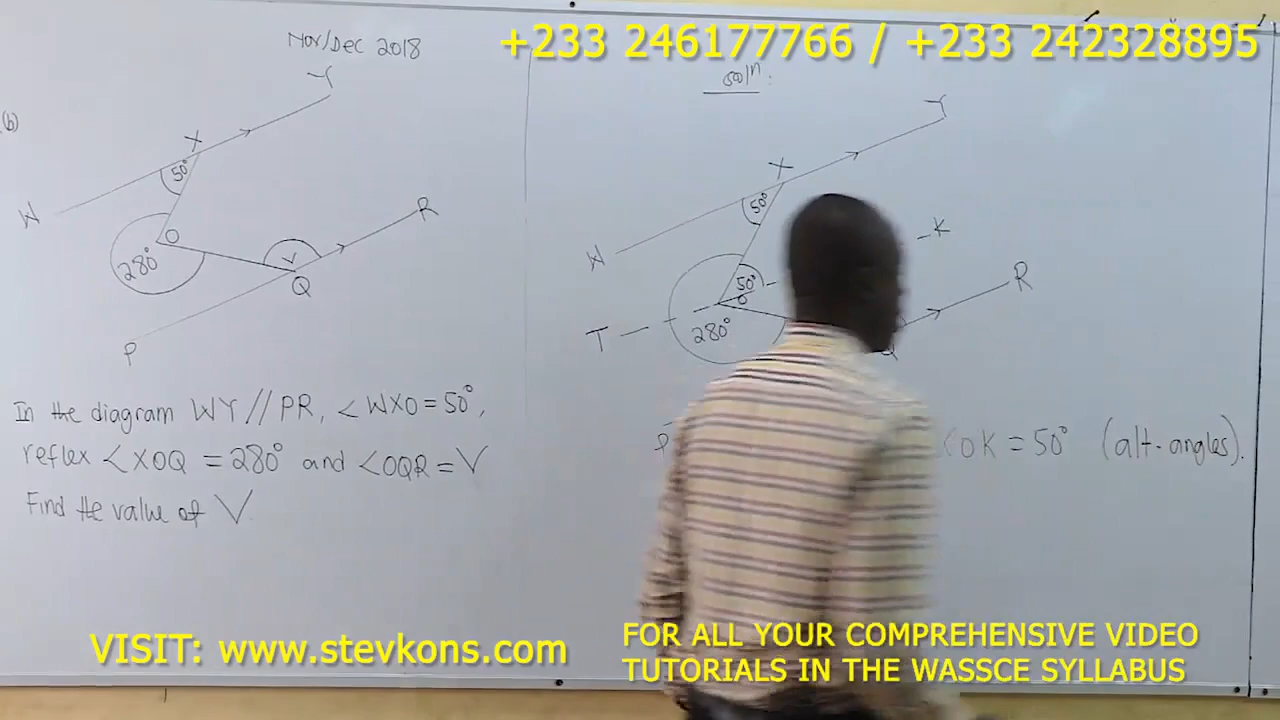 +233 246177766 / +233 242328895
Nov/Dec 2018
soln:
(b)
Y
X
50°
W
O
280°
V
Q
R
P
Y
X
50°
W
K
50°
O
T
280°
R
Q
P
In the diagram WY//PR, <WXO=50°,
reflex <XOQ = 280° and <OQR=V
Find the value of V
OK = 50° (alt-angles).
VISIT: www.stevkons.com
FOR ALL YOUR COMPREHENSIVE VIDEO
TUTORIALS IN THE WASSCE SYLLABUS